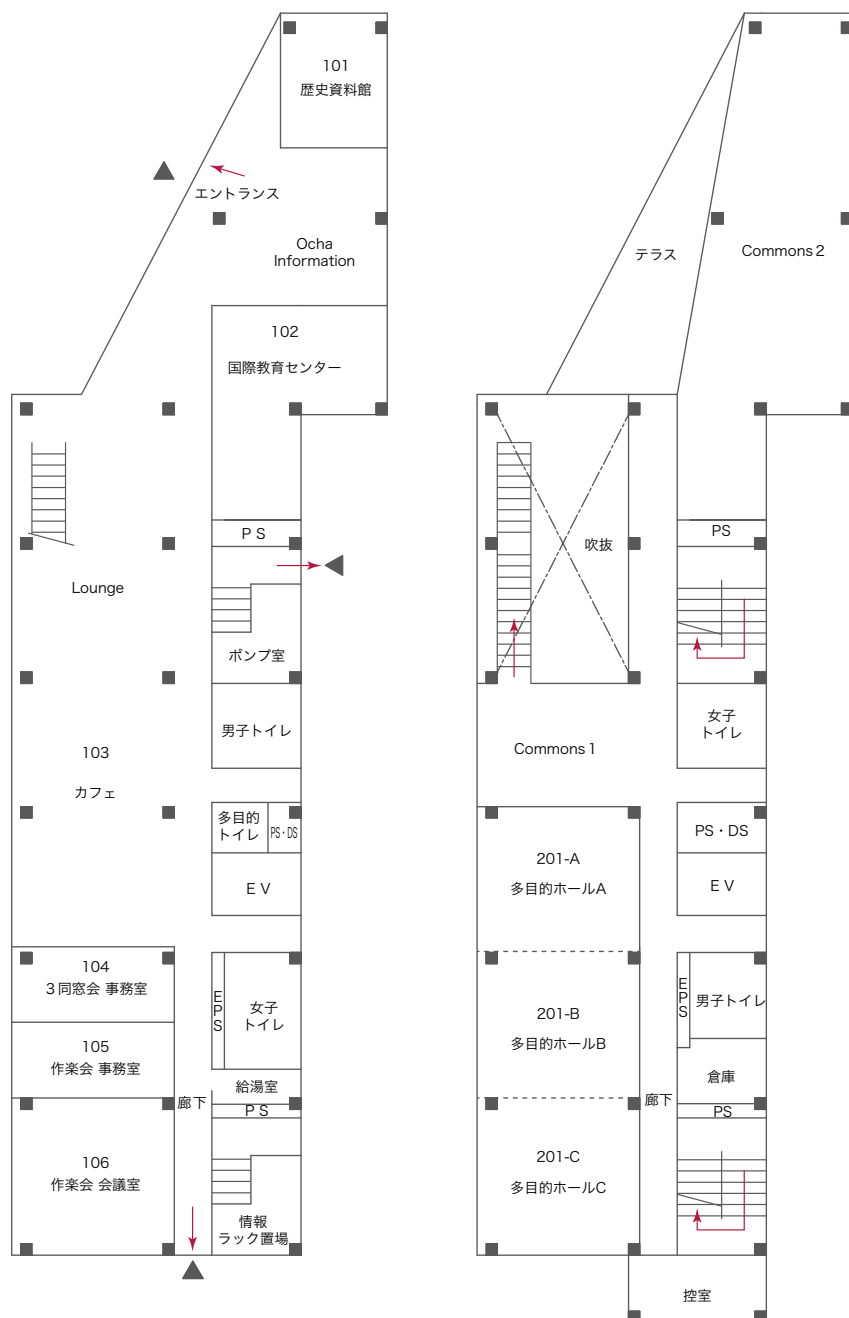 101
歴史資料館
エントランス
Ocha
Information
102
国際教育センター
P S
Lounge
ポンプ室
男子トイレ
103
カフェ
多目的
トイレ
PS・DS
E V
104
3同窓会 事務室
E
P
S
女子
トイレ
105
作楽会 事務室
給湯室
廊下
P S
106
作楽会 会議室
情報
ラック置場
テラス
Commons 2
吹抜
PS
女子
トイレ
Commons 1
PS・DS
201-A
多目的ホールA
E V
E
P
S
男子トイレ
201-B
多目的ホールB
倉庫
廊下
PS
201-C
多目的ホールC
控室